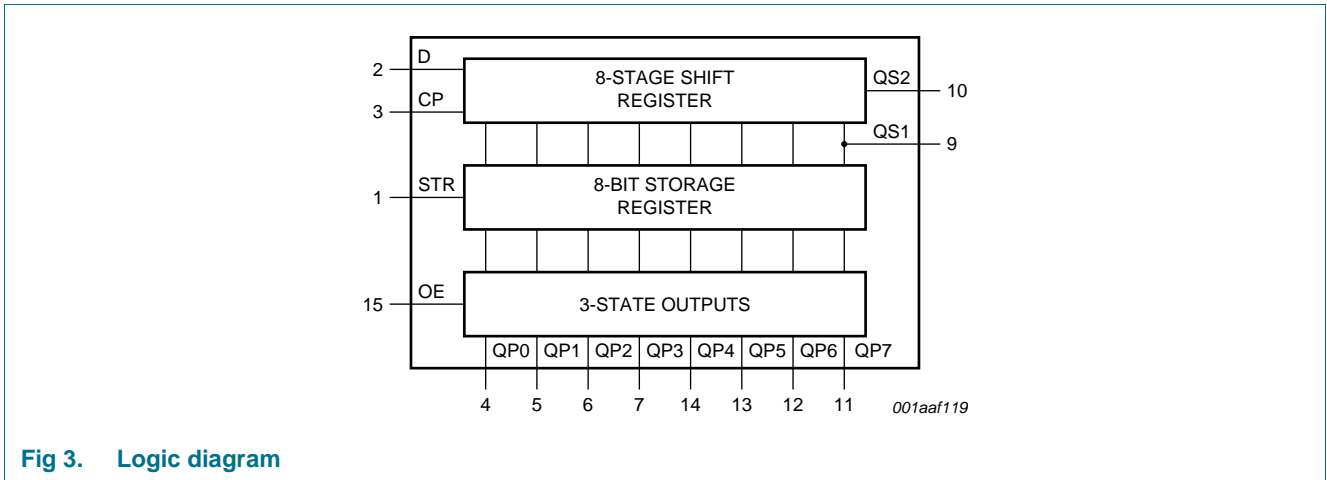 D
2
8-STAGE SHIFT
REGISTER
QS2
10
CP
3
QS1
9
STR
1
8-BIT STORAGE
REGISTER
OE
15
3-STATE OUTPUTS
QP0 QP1 QP2 QP3 QP4 QP5 QP6 QP7
4 5 6 7 14 13 12 11
001aaf119
Fig 3. Logic diagram